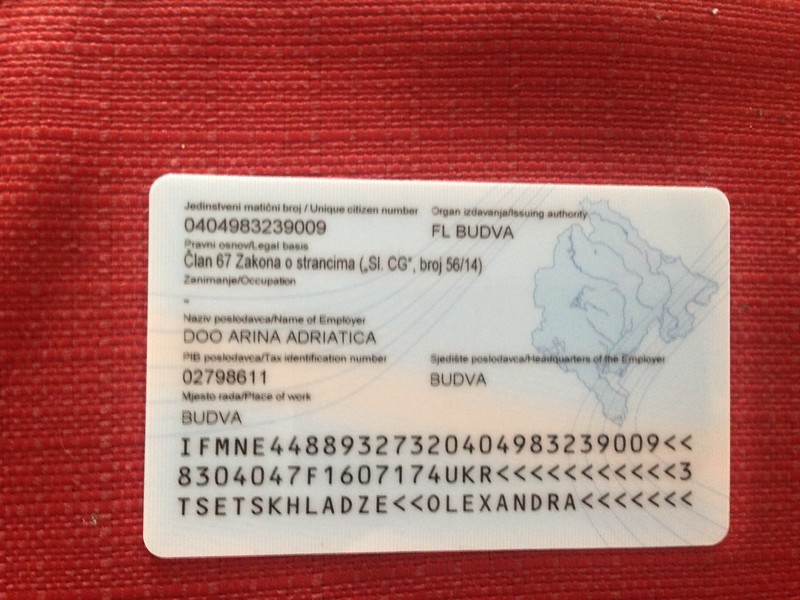 Jedinstveni matični broj / Unique citizen number Organ izdavanja/Issuing authority
0404983239009 FL BUDVA
Pravni osnov/Legal basis
Član 67 Zakona o strancima („Sl. CG", broj 56/14)
Zanimanje/Occupation
-
Naziv poslodavca/Name of Employer
DOO ARINA ADRIATICA
PIB poslodavca/Tax identification number Sjedište poslodavca/Headquarters of the Employer
02798611 BUDVA
Mjesto rada/Place of work
BUDVA
IFMNE44889327320404983239009<<
8304047F1607174UKR<<<<<<<<<<<3
TSETSKHLADZE<<OLEXANDRA<<<<<<<